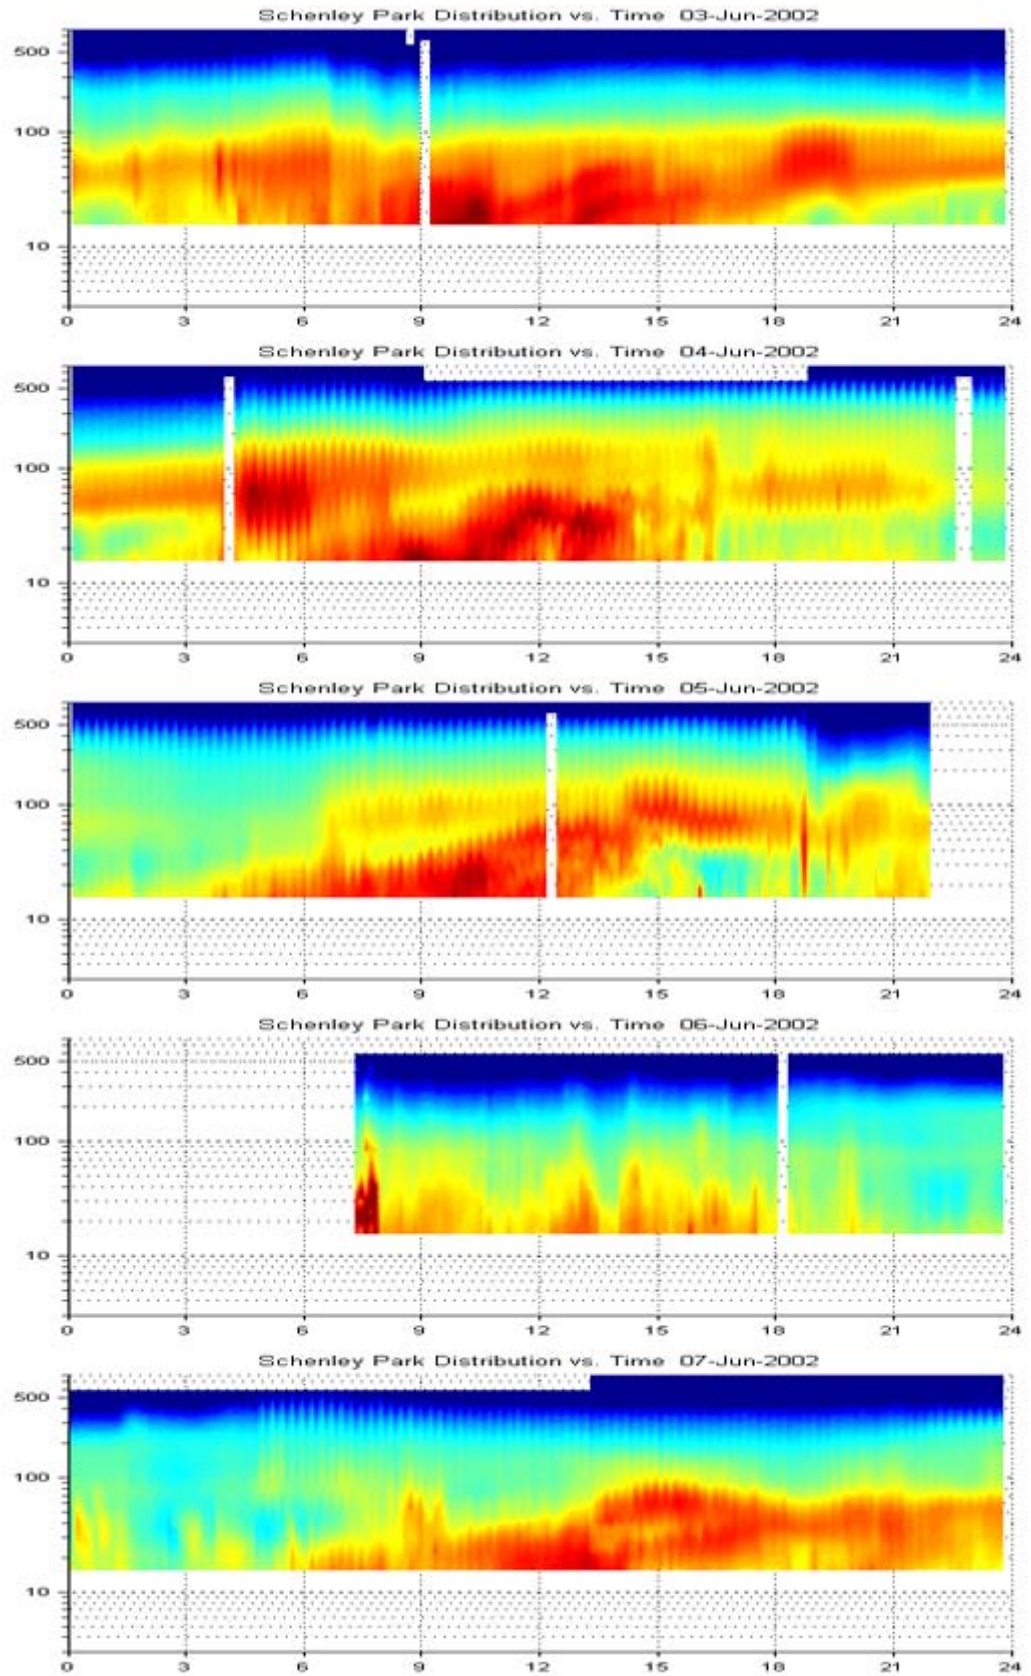 Schenley Park Distribution vs. Time 03-Jun-2002
500
100
10
0 3 6 9 12 15 18 21 24
Schenley Park Distribution vs. Time 04-Jun-2002
500
100
10
0 3 6 9 12 15 18 21 24
Schenley Park Distribution vs. Time 05-Jun-2002
500
100
10
0 3 6 9 12 15 18 21 24
Schenley Park Distribution vs. Time 06-Jun-2002
500
100
10
0 3 6 9 12 15 18 21 24
Schenley Park Distribution vs. Time 07-Jun-2002
500
100
10
0 3 6 9 12 15 18 21 24